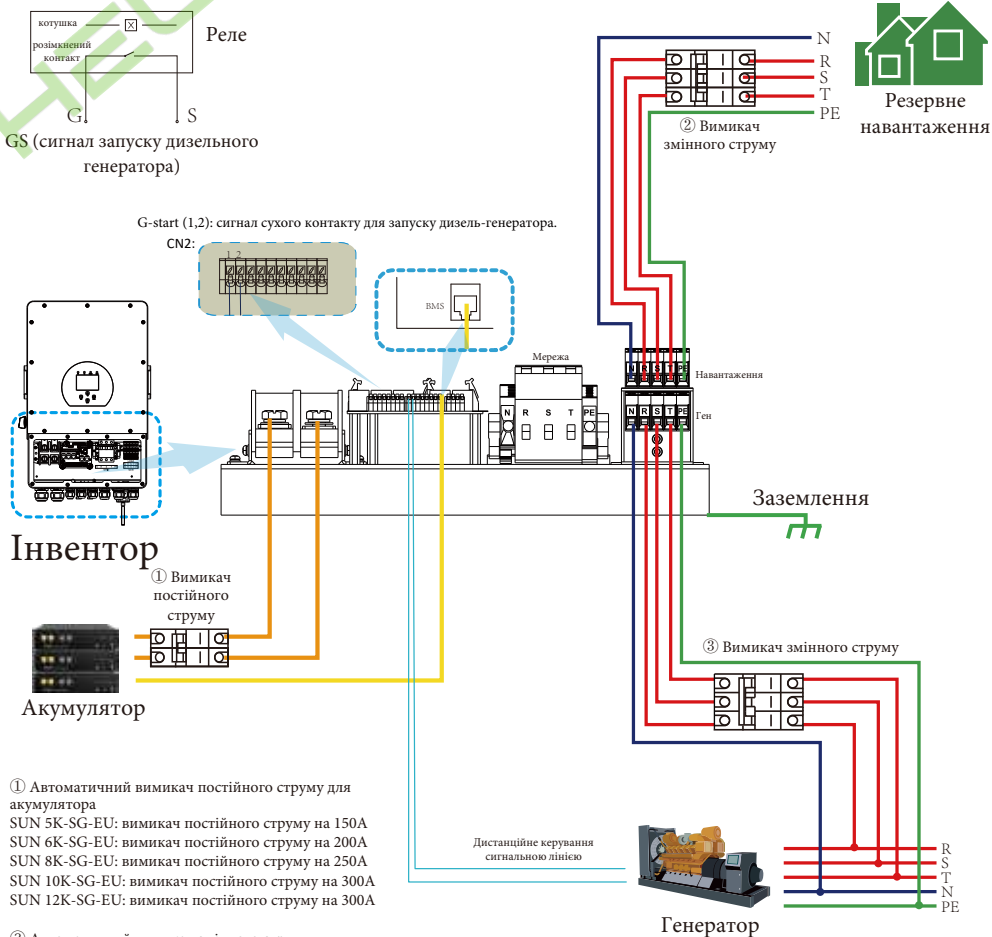 котушка
розімкнений
контакт
Реле
G
S
GS (сигнал запуску дизельного
генератора)
N
R
S
T
PE
② Вимикач
змінного струму
Резервне
навантаження
G-start (1,2): сигнал сухого контакту для запуску дизель-генератора.
CN2:
1 2
BMS
Мережа
N R S T PE
N R S T PE
Навантаження
N R S T PE
Ген
Заземлення
Інвентор
① Вимикач
постійного
струму
Акумулятор
③ Вимикач змінного струму
① Автоматичний вимикач постійного струму для
акумулятора
SUN 5K-SG-EU: вимикач постійного струму на 150A
SUN 6K-SG-EU: вимикач постійного струму на 200A
SUN 8K-SG-EU: вимикач постійного струму на 250A
SUN 10K-SG-EU: вимикач постійного струму на 300A
SUN 12K-SG-EU: вимикач постійного струму на 300A
Дистанційне керування
сигнальною лінією
Генератор
R
S
T
N
PE